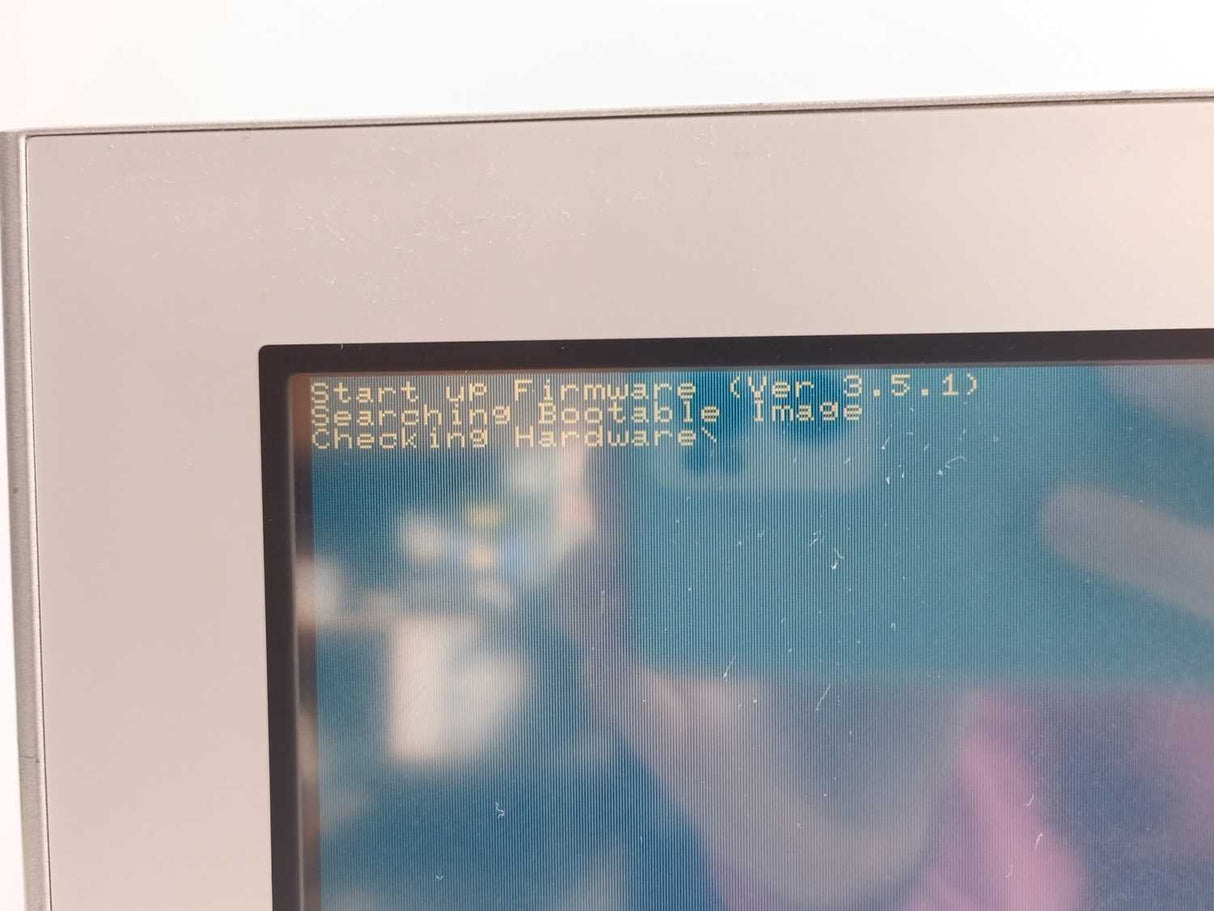 Start up Firmware (Ver 3.5.1)
Searching Bootable Image
Checking Hardware\